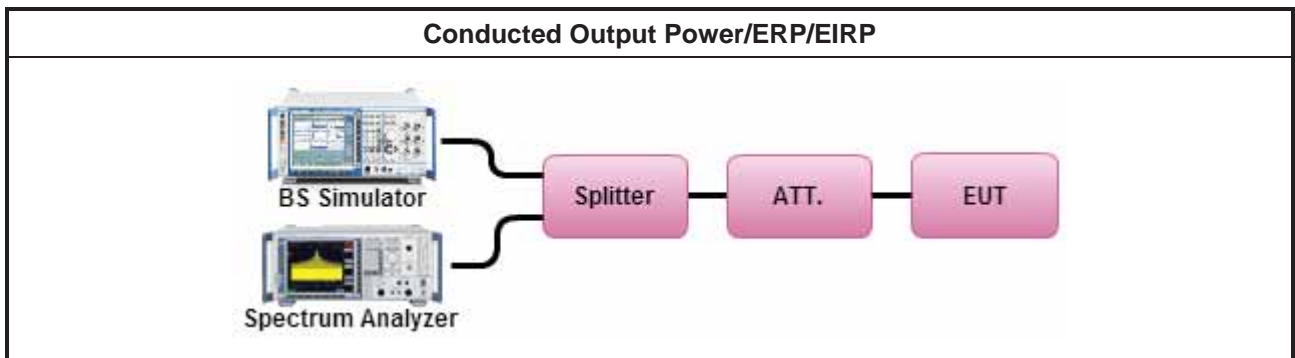 Conducted Output Power/ERP/EIRP
BS Simulator
Splitter
ATT.
EUT
Spectrum Analyzer